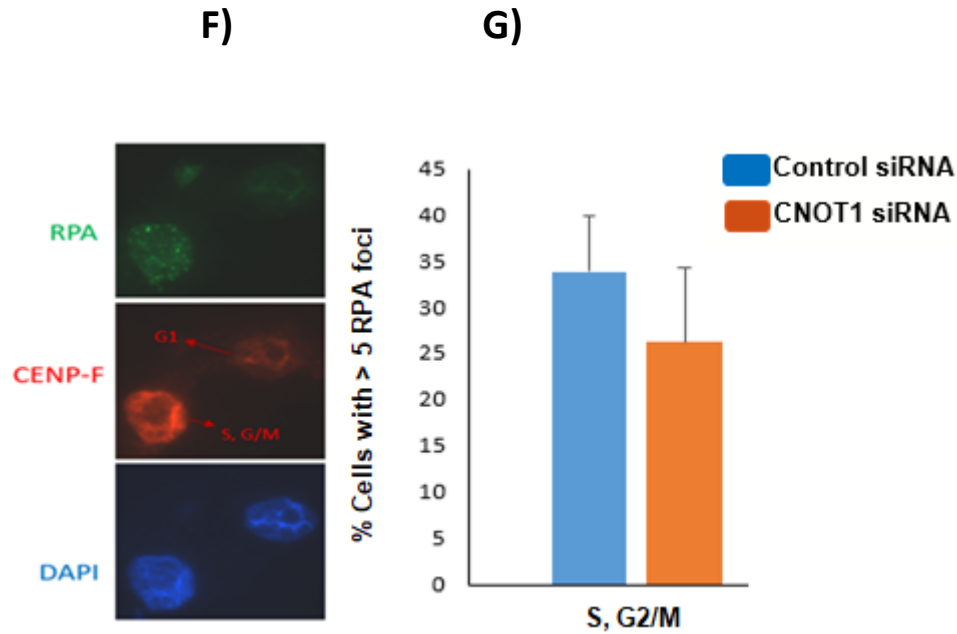 F)
G)
RPA
CENP-F
DAPI
G1
S, G/M
% Cells with > 5 RPA foci
45
40
35
30
25
20
15
10
5
0
S, G2/M
Control siRNA
CNOT1 siRNA